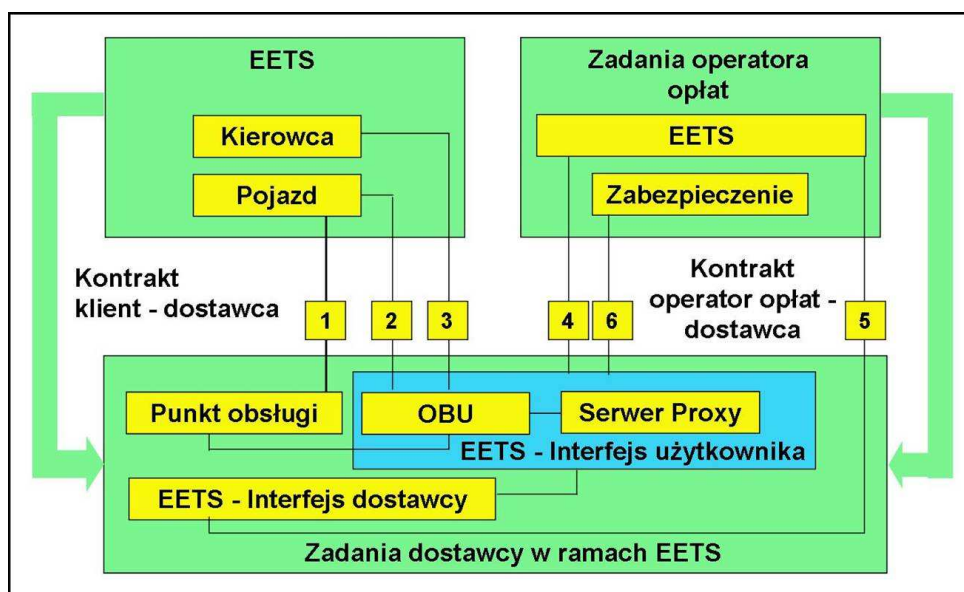 EETS
Kierowca
Pojazd
Zadania operatora
opłat
EETS
Zabezpieczenie
Kontrakt
klient - dostawca
1
2
3
4
6
Kontrakt
operator opłat -
dostawca
5
Punkt obsługi
OBU
Serwer Proxy
EETS - Interfejs użytkownika
EETS - Interfejs dostawcy
Zadania dostawcy w ramach EETS